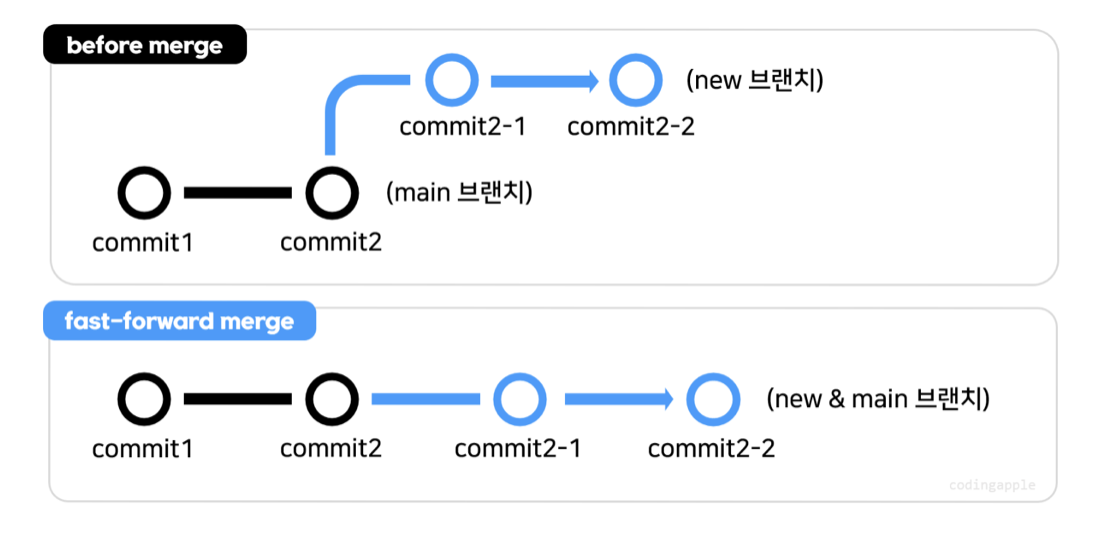 before merge
(new 브랜치)
commit2-1 commit2-2
(main 브랜치)
commit1 commit2
fast-forward merge
(new & main 브랜치)
commit1 commit2 commit2-1 commit2-2
codingapple